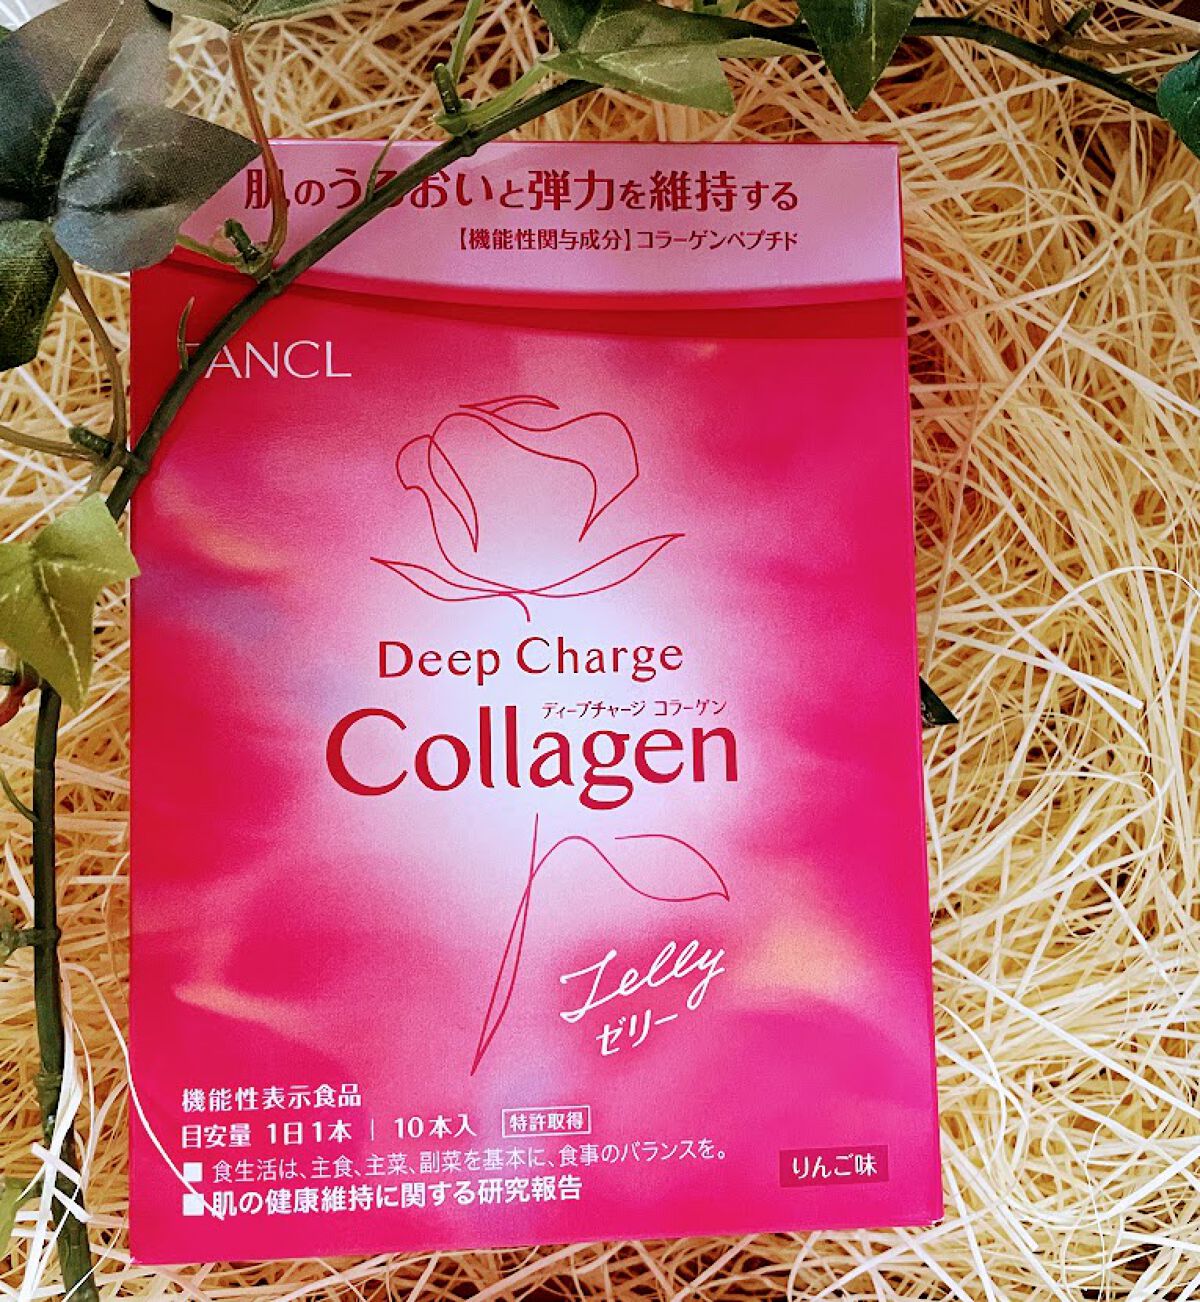 肌のうるおいと弾力を維持する
【機能性関与成分】コラーゲンペプチド
FANCL
Deep Charge
ディープチャージ コラーゲン
Collagen
Jelly
ゼリー
機能性表示食品
目安量 1日1本 | 10本入 特許取得
■ 食生活は、主食、主菜、副菜を基本に、食事のバランスを。
■ 肌の健康維持に関する研究報告
りんご味